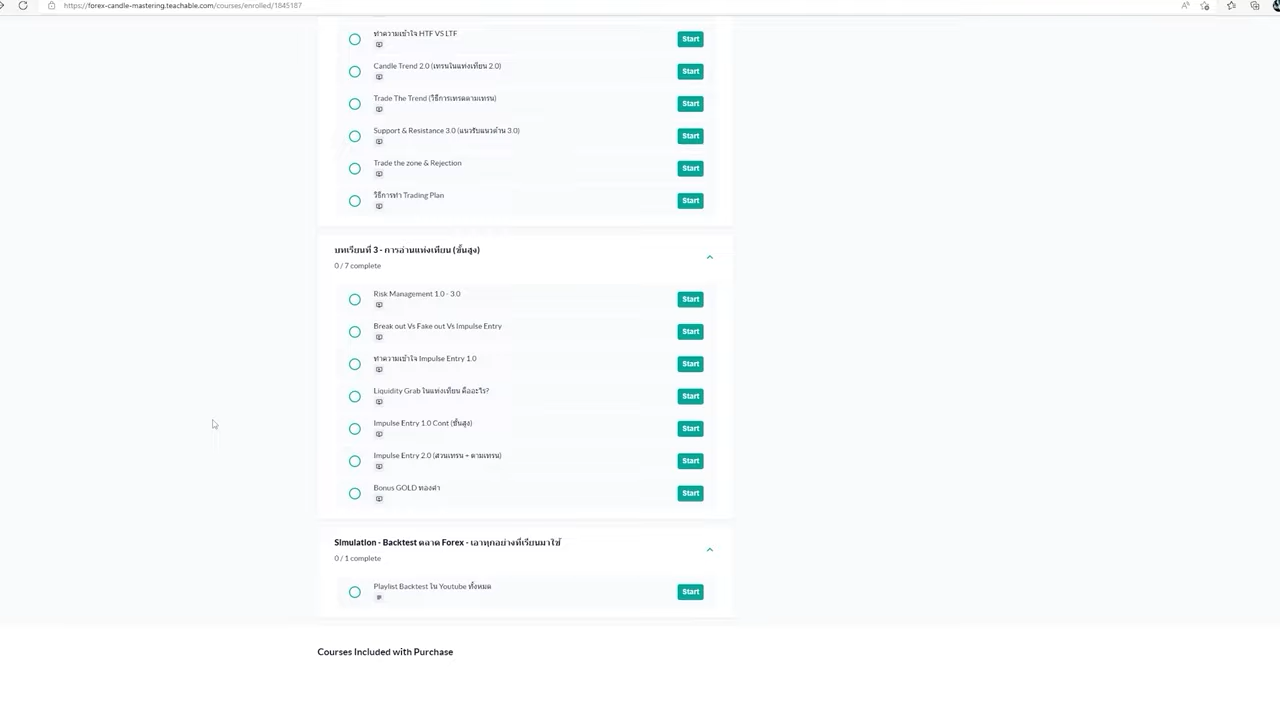 https://forex-candle-mastering.teachable.com/courses/enrolled/1845187
ทำความเข้าใจ HTF VS LTF
Start
Candle Trend 2.0 (เทรนในแท่งเทียน 2.0)
Start
Trade The Trend (วิธีการเทรดตามเทรน)
Start
Support & Resistance 3.0 (แนวรับแนวต้าน 3.0)
Start
Trade the zone & Rejection
Start
วิธีการทำ Trading Plan
Start
บทเรียนที่ 3 - การอ่านแท่งเทียน (ขั้นสูง)
0 / 7 complete
Risk Management 1.0 - 3.0
Start
Break out Vs Fake out Vs Impulse Entry
Start
ทำความเข้าใจ Impulse Entry 1.0
Start
Liquidity Grab ในแท่งเทียน คืออะไร?
Start
Impulse Entry 1.0 Cont (ขั้นสูง)
Start
Impulse Entry 2.0 (สวนเทรน + ตามเทรน)
Start
Bonus GOLD ทองคำ
Start
Simulation - Backtest ตลาด Forex - เอาทุกอย่างที่เรียนมาใช้
0 / 1 complete
Playlist Backtest ใน Youtube ทั้งหมด
Start
Courses Included with Purchase